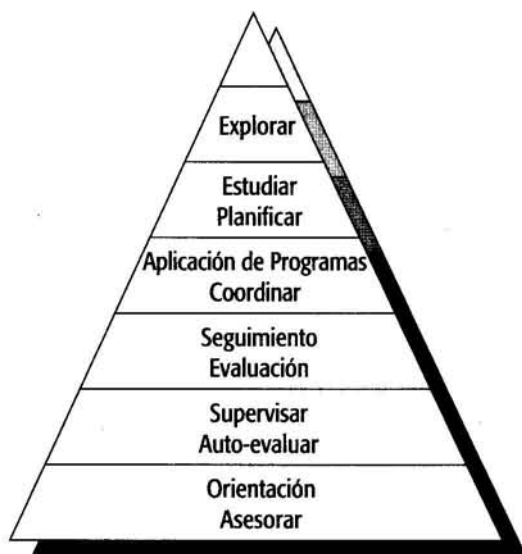 Explorar
Estudiar
Planificar
Aplicación de Programas
Coordinar
Seguimiento
Evaluación
Supervisar
Auto-evaluar
Orientación
Asesorar